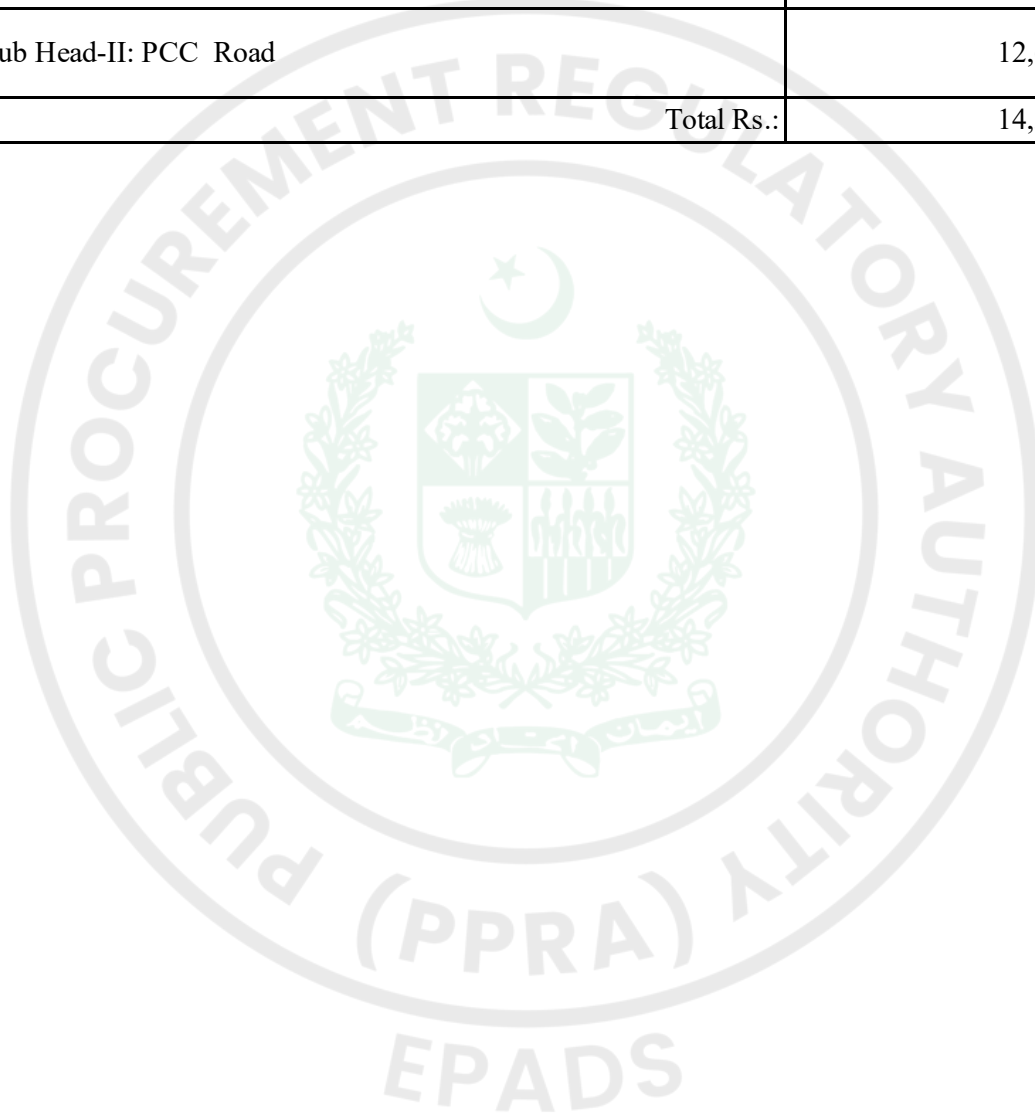 ub Head-II: PCC Road 12,
Total Rs.: 14,
PUBLIC PROCUREMENT REGULATORY AUTHORITY
(PPRA)
EPADS